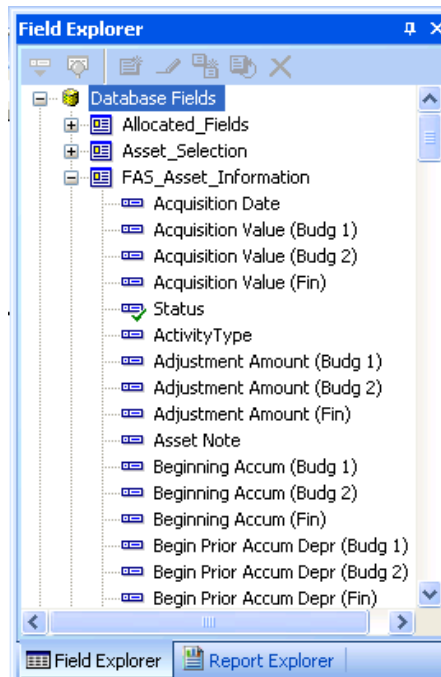 Field Explorer
Database Fields
Allocated_Fields
Asset_Selection
FAS_Asset_Information
Acquisition Date
Acquisition Value (Budg 1)
Acquisition Value (Budg 2)
Acquisition Value (Fin)
Status
ActivityType
Adjustment Amount (Budg 1)
Adjustment Amount (Budg 2)
Adjustment Amount (Fin)
Asset Note
Beginning Accum (Budg 1)
Beginning Accum (Budg 2)
Beginning Accum (Fin)
Begin Prior Accum Depr (Budg 1)
Begin Prior Accum Depr (Budg 2)
Begin Prior Accum Depr (Fin)
Field Explorer Report Explorer